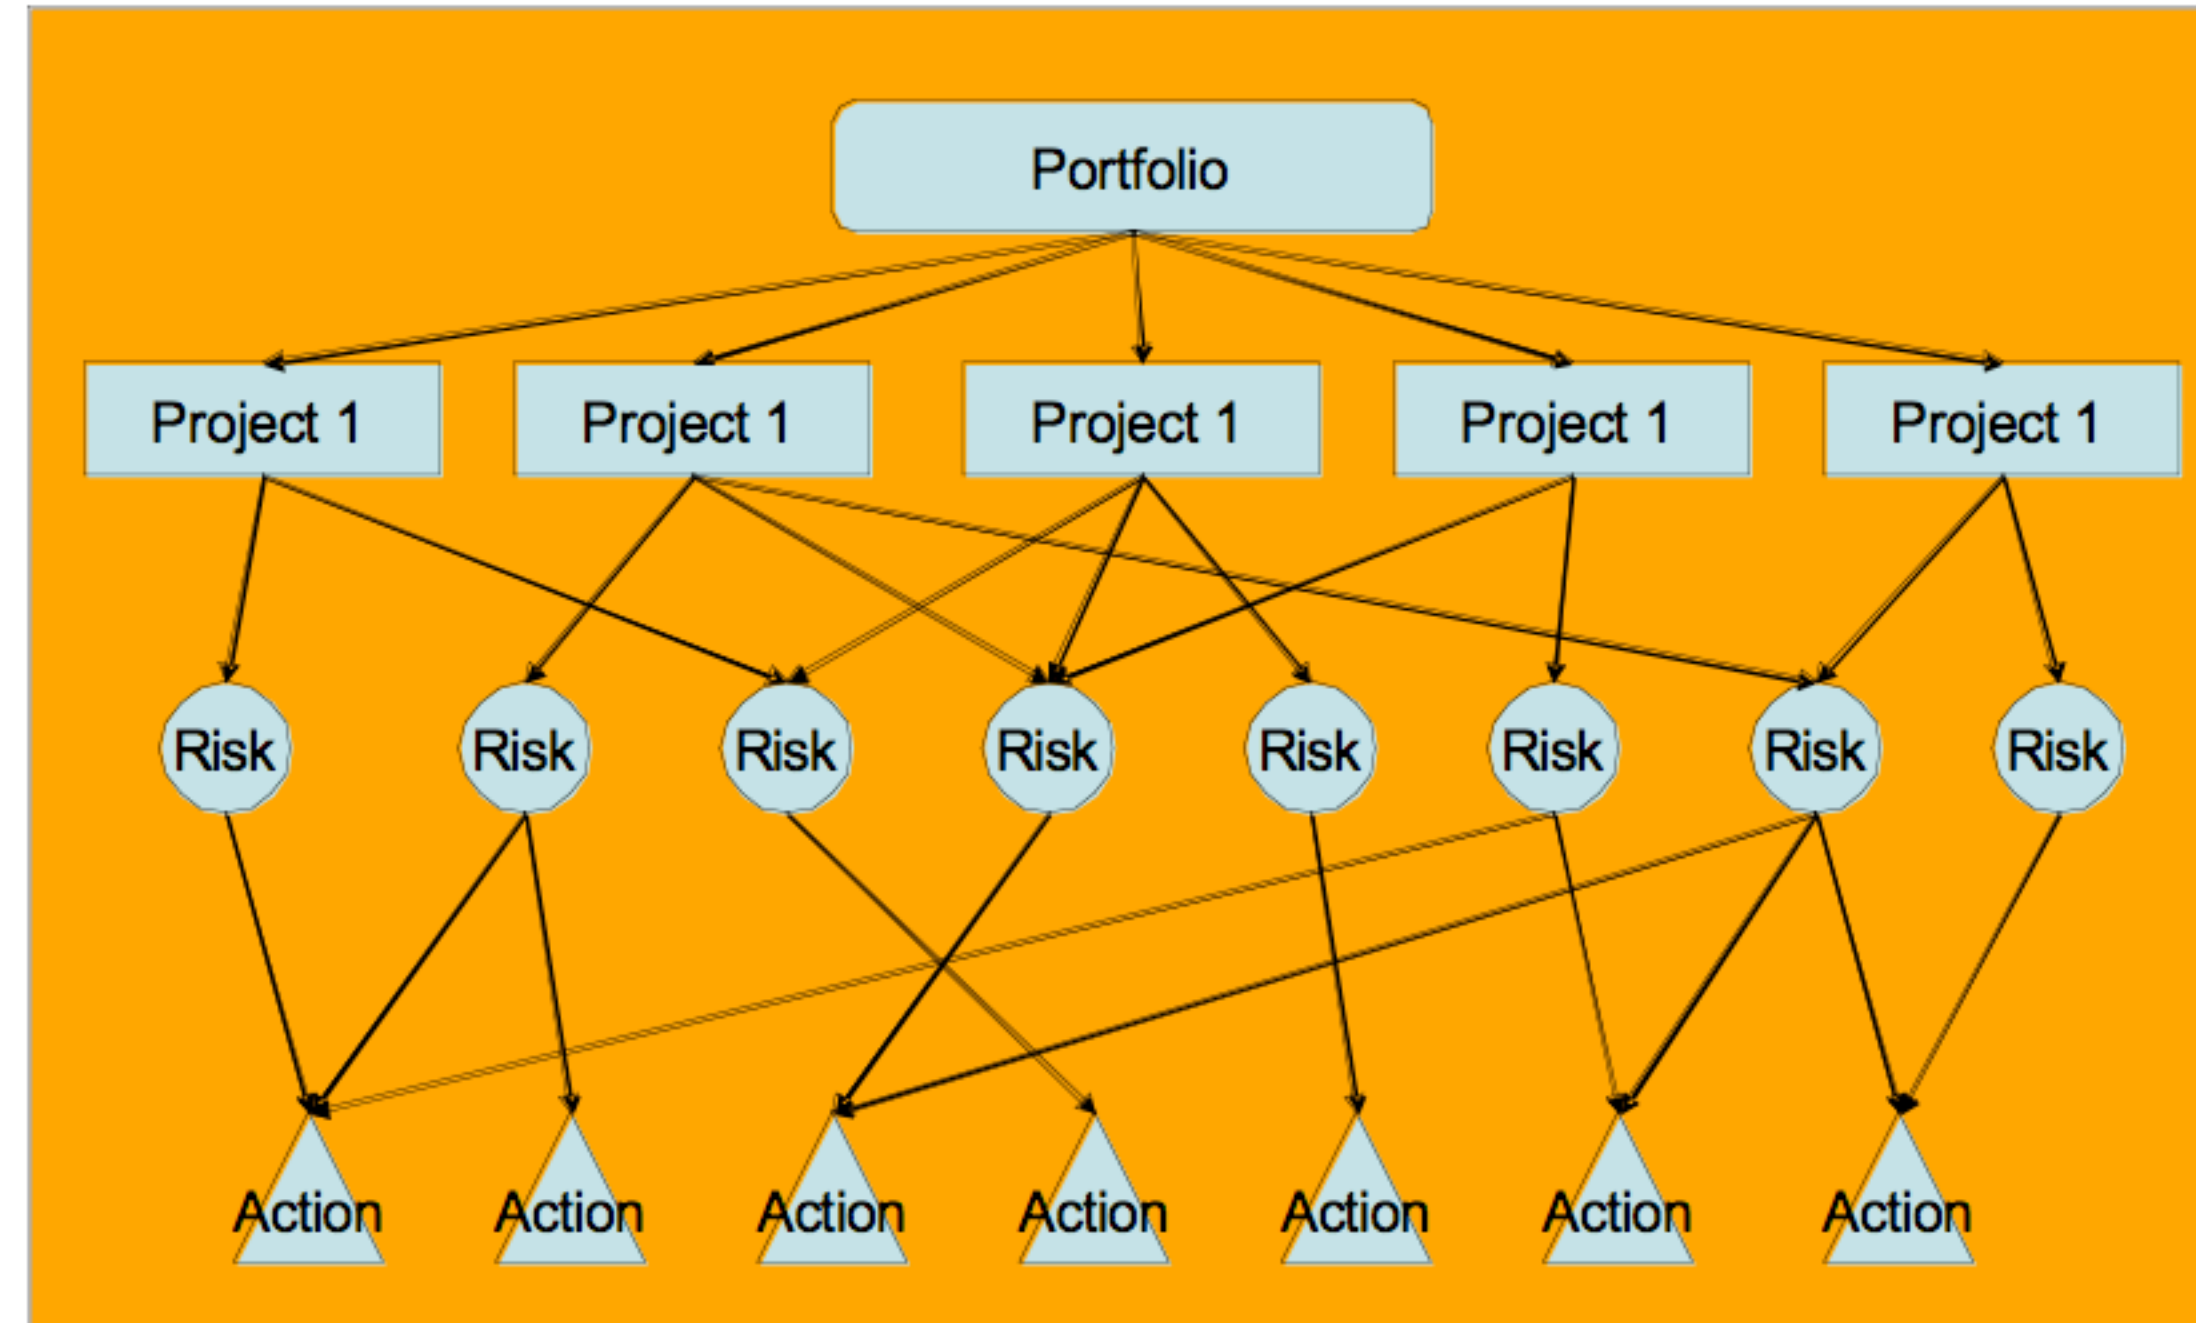 Portfolio
Project 1 Project 1 Project 1 Project 1 Project 1
Risk Risk Risk Risk Risk Risk Risk Risk
Action Action Action Action Action Action Action